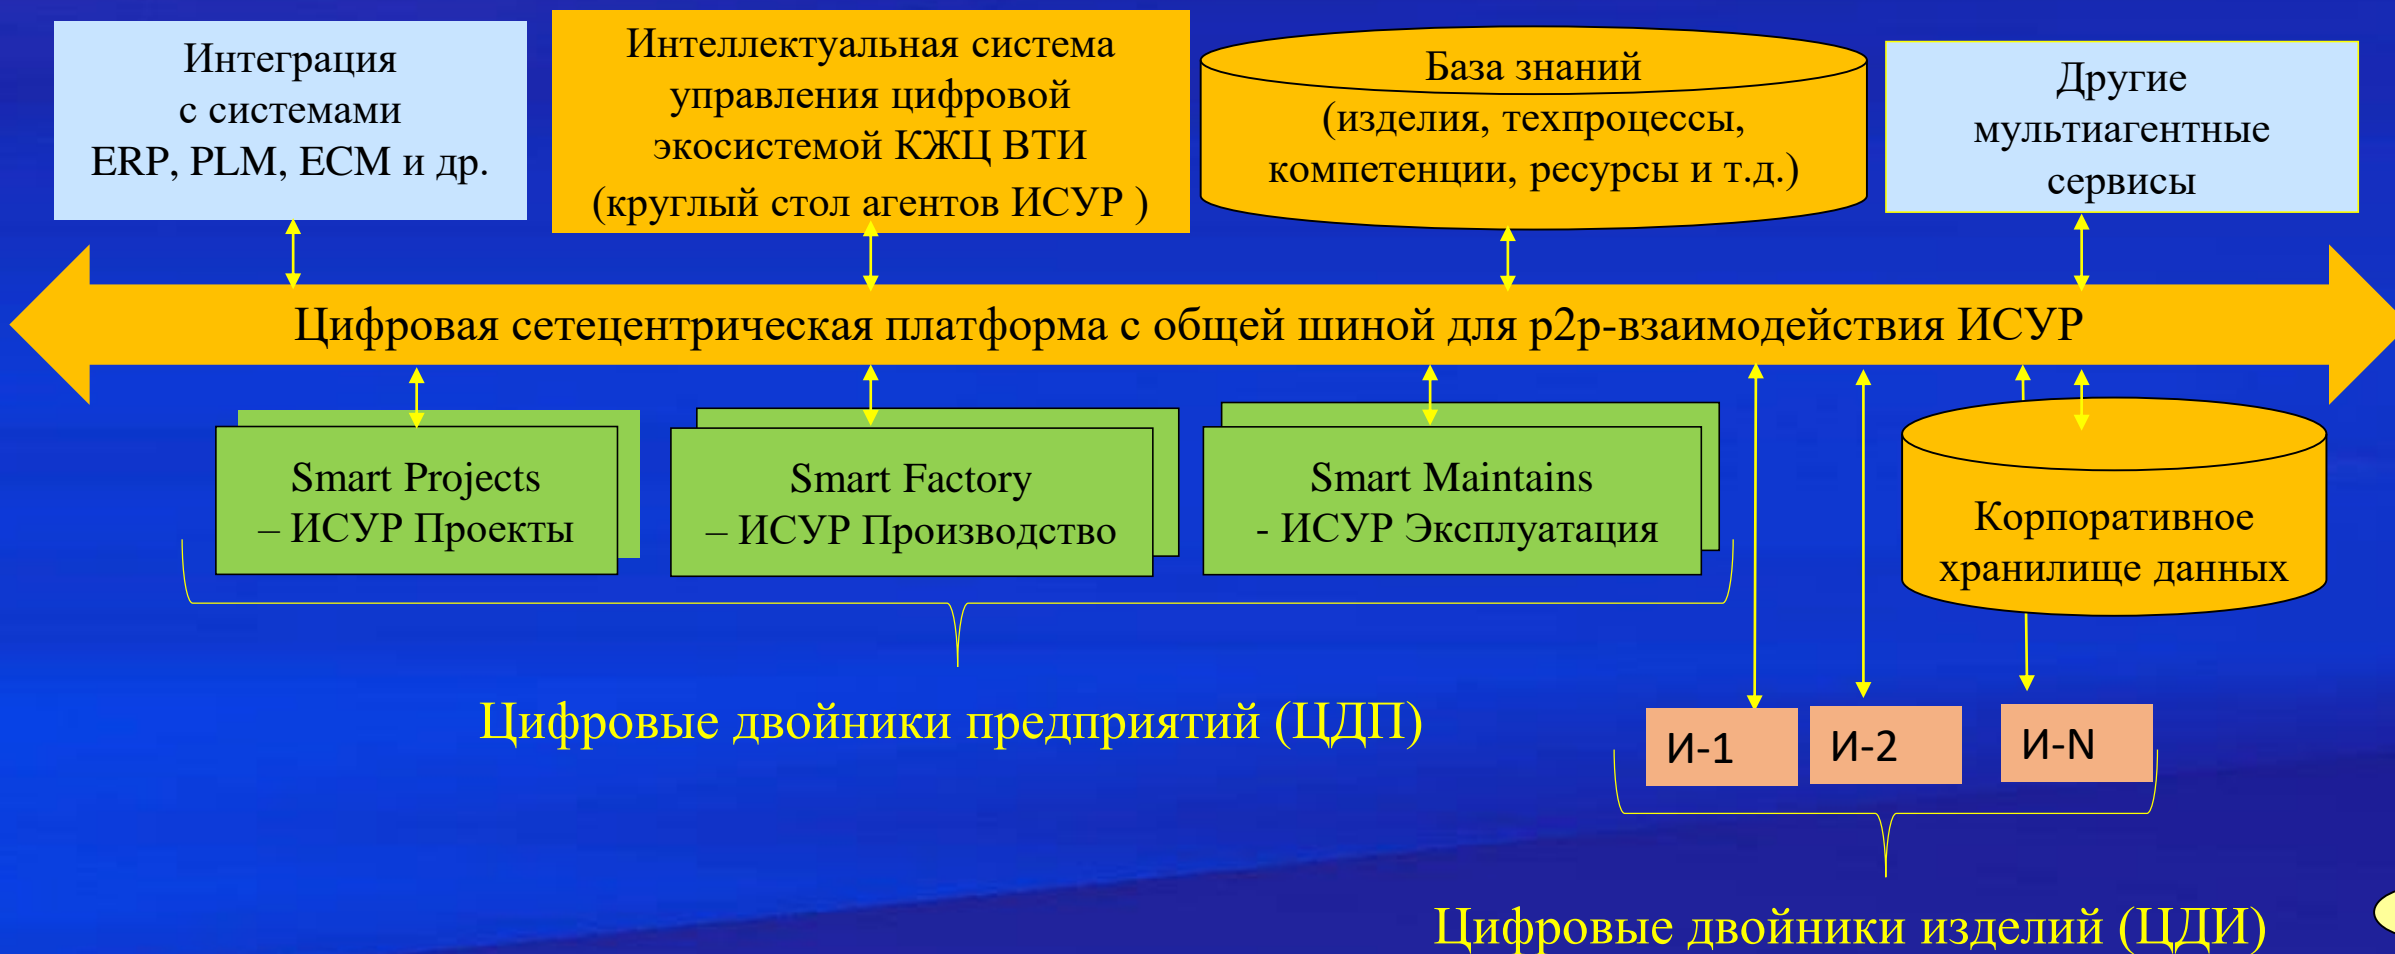 Интеграция
с системами
ERP, PLM, ECM и др.
Интеллектуальная система
управления цифровой
экосистемой КЖЦ ВТИ
(круглый стол агентов ИСУР )
База знаний
(изделия, техпроцессы,
компетенции, ресурсы и т.д.)
Другие
мультиагентные
сервисы
Цифровая сетецентрическая платформа с общей шиной для p2p-взаимодействия ИСУР
Smart Projects
– ИСУР Проекты
Smart Factory
– ИСУР Производство
Smart Maintains
- ИСУР Эксплуатация
Корпоративное
хранилище данных
Цифровые двойники предприятий (ЦДП)
И-1
И-2
И-N
Цифровые двойники изделий (ЦДИ)